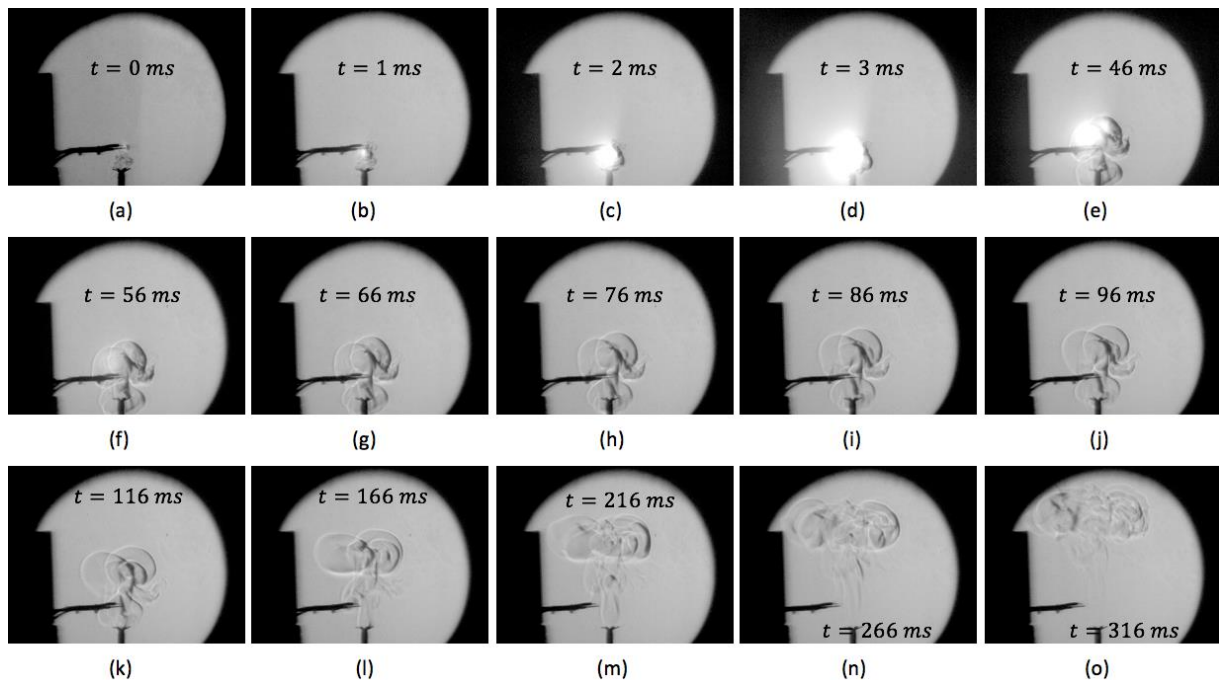 t = 0 ms
t = 1 ms
t = 2 ms
t = 3 ms
t = 46 ms
(a)
(b)
(c)
(d)
(e)
t = 56 ms
t = 66 ms
t = 76 ms
t = 86 ms
t = 96 ms
(f)
(g)
(h)
(i)
(j)
t = 116 ms
t = 166 ms
t = 216 ms
t = 266 ms
t = 316 ms
(k)
(l)
(m)
(n)
(o)